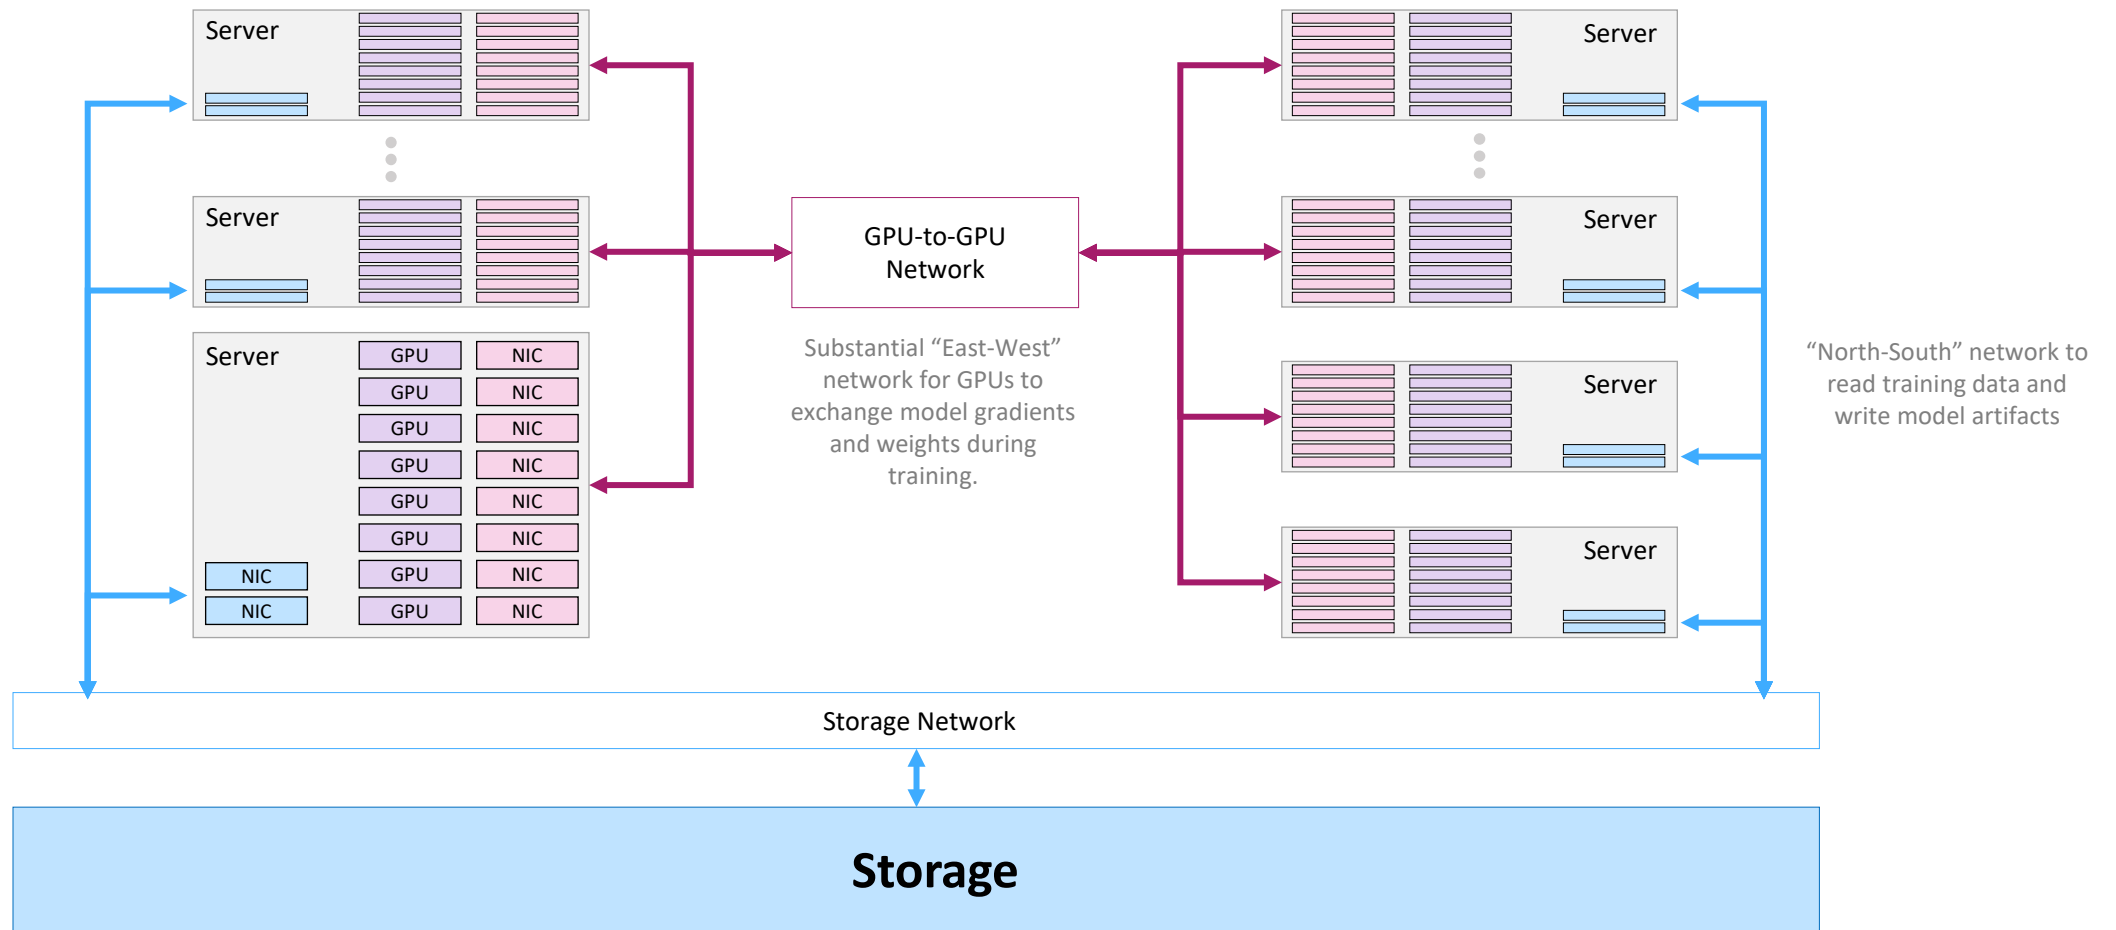 Server
Server
Server
GPU NIC
GPU NIC
GPU NIC
GPU NIC
GPU NIC
GPU NIC
NIC GPU NIC
NIC GPU NIC
GPU-to-GPU
Network
Substantial “East-West”
network for GPUs to
exchange model gradients
and weights during
training.
Server
Server
Server
Server
“North-South” network to
read training data and
write model artifacts
Storage Network
Storage